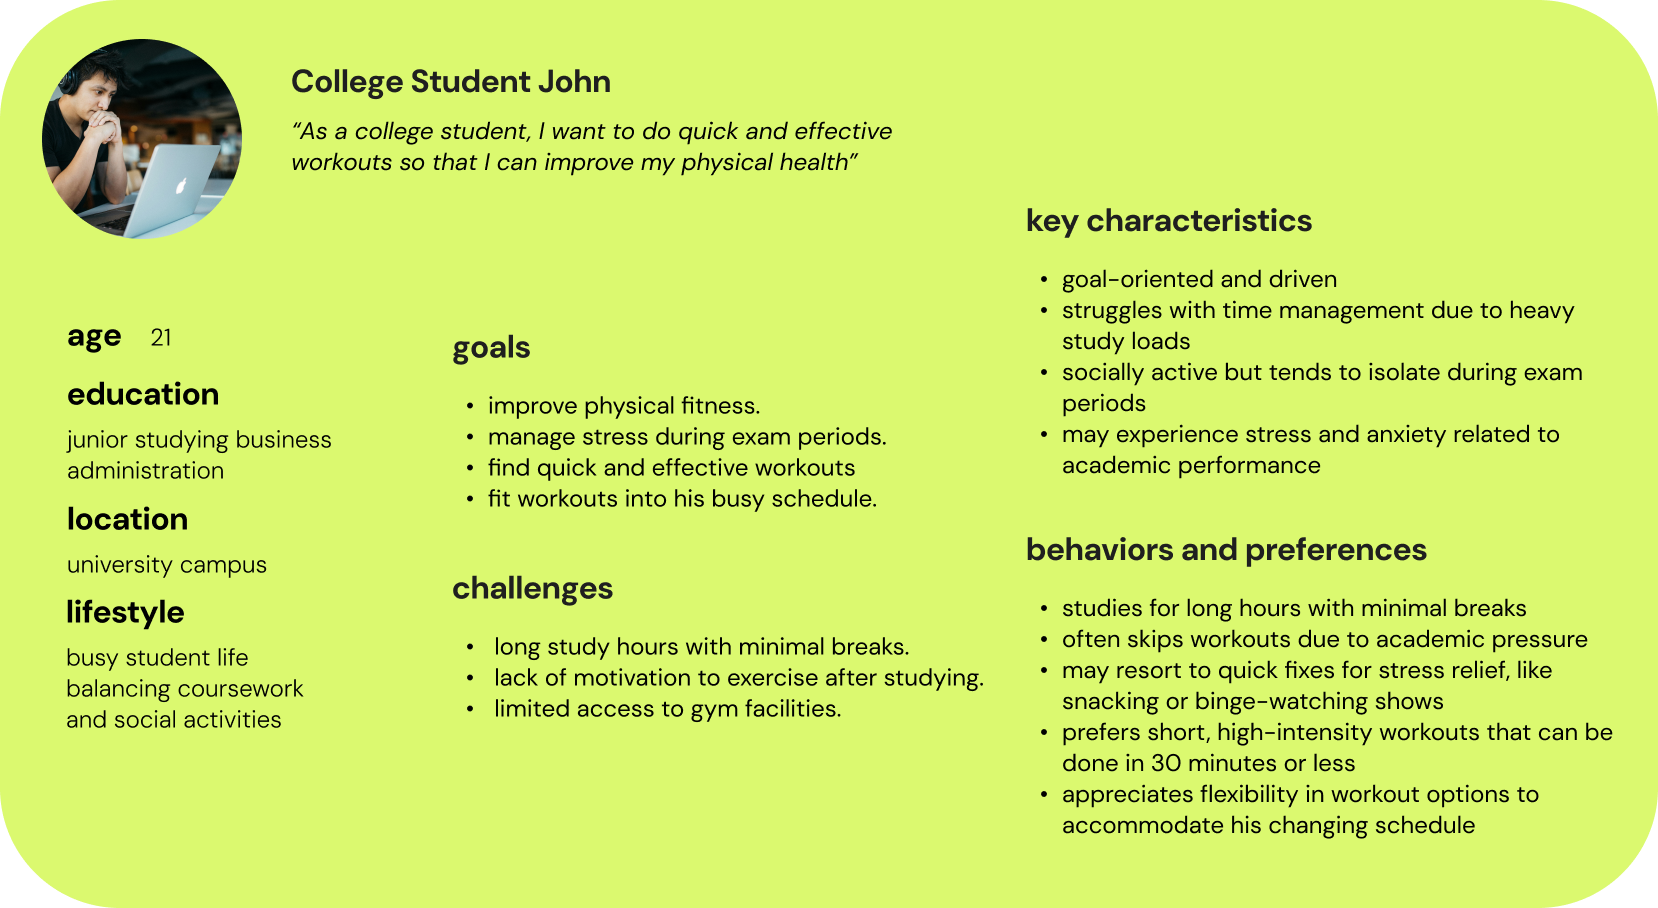 College Student John
“As a college student, I want to do quick and effective
workouts so that I can improve my physical health”
age 21
education
junior studying business
administration
location
university campus
lifestyle
busy student life
balancing coursework
and social activities
goals
• improve physical fitness.
• manage stress during exam periods.
• find quick and effective workouts
• fit workouts into his busy schedule.
challenges
• long study hours with minimal breaks.
• lack of motivation to exercise after studying.
• limited access to gym facilities.
key characteristics
• goal-oriented and driven
• struggles with time management due to heavy
study loads
• socially active but tends to isolate during exam
periods
• may experience stress and anxiety related to
academic performance
behaviors and preferences
• studies for long hours with minimal breaks
• often skips workouts due to academic pressure
• may resort to quick fixes for stress relief, like
snacking or binge-watching shows
• prefers short, high-intensity workouts that can be
done in 30 minutes or less
• appreciates flexibility in workout options to
accommodate his changing schedule